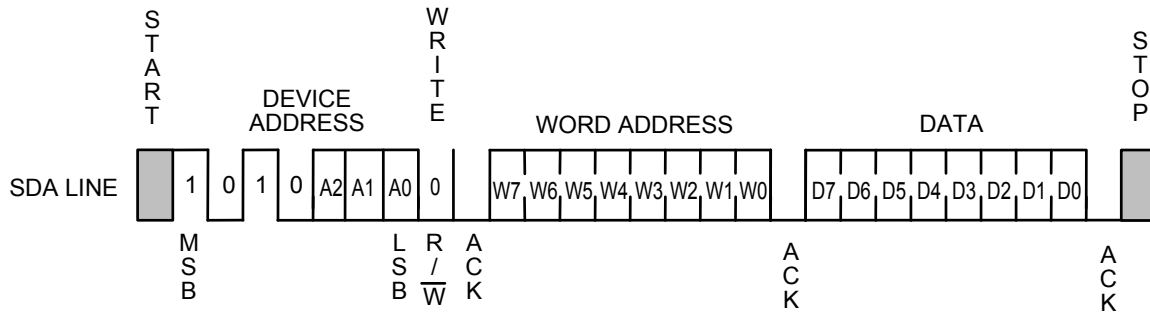 START
WRITE
STOP
DEVICE
ADDRESS
WORD ADDRESS
DATA
SDA LINE
1 0 1 0 A2 A1 A0 0 W7 W6 W5 W4 W3 W2 W1 W0 D7 D6 D5 D4 D3 D2 D1 D0
MSB
LSB
R/W̅
ACK
ACK
ACK